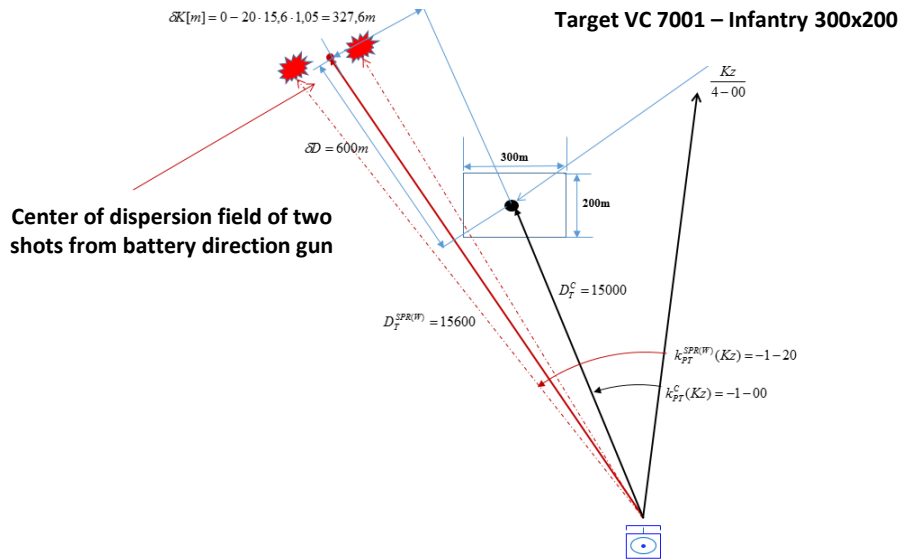 δK[m] = 0 – 20 · 15,6 · 1,05 = 327,6m
Target VC 7001 – Infantry 300x200
Kz
4 – 00
δD = 600m
300m
200m
Center of dispersion field of two
shots from battery direction gun
D_T^C = 15000
D_T^SPR(W) = 15600
k_PT^SPR(W)(Kz) = –1 – 20
k_PT^C(Kz) = –1 – 00